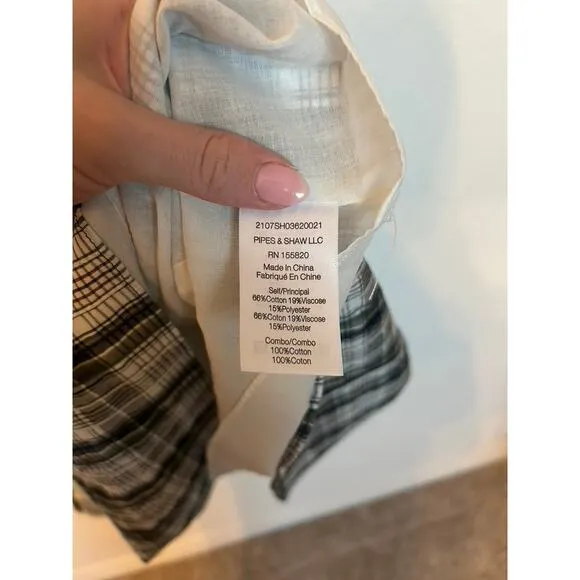 2107SH03620021
PIPES & SHAW LLC
RN 155820
Made in China
Fabriqué En Chine
Self/Principal
66%Cotton 19%Viscose
15%Polyester
66%Coton 19%Viscose
15%Polyester
Combo/Combo
100%Cotton
100%Coton